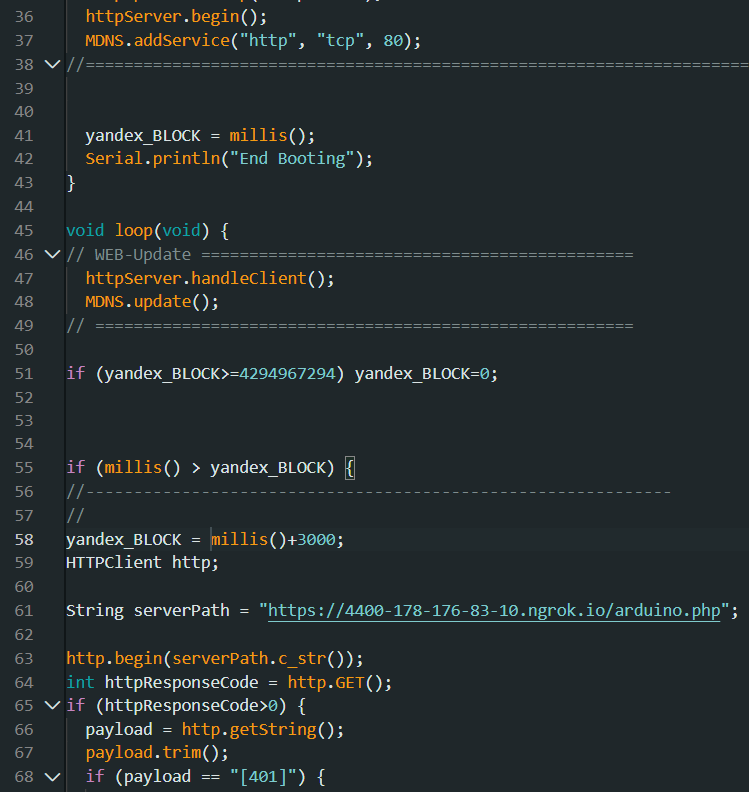 36 httpServer.begin();
37 MDNS.addService("http", "tcp", 80);
38 //=====================================================================
39
40
41 yandex_BLOCK = millis();
42 Serial.println("End Booting");
43 }
44
45 void loop(void) {
46 // WEB-Update =============================================
47 httpServer.handleClient();
48 MDNS.update();
49 // ========================================================
50
51 if (yandex_BLOCK>=4294967294) yandex_BLOCK=0;
52
53
54
55 if (millis() > yandex_BLOCK) {
56 //-------------------------------------------------------------
57 //
58 yandex_BLOCK = millis()+3000;
59 HTTPClient http;
60
61 String serverPath = "https://4400-178-176-83-10.ngrok.io/arduino.php";
62
63 http.begin(serverPath.c_str());
64 int httpResponseCode = http.GET();
65 if (httpResponseCode>0) {
66 payload = http.getString();
67 payload.trim();
68 if (payload == "[401]") {